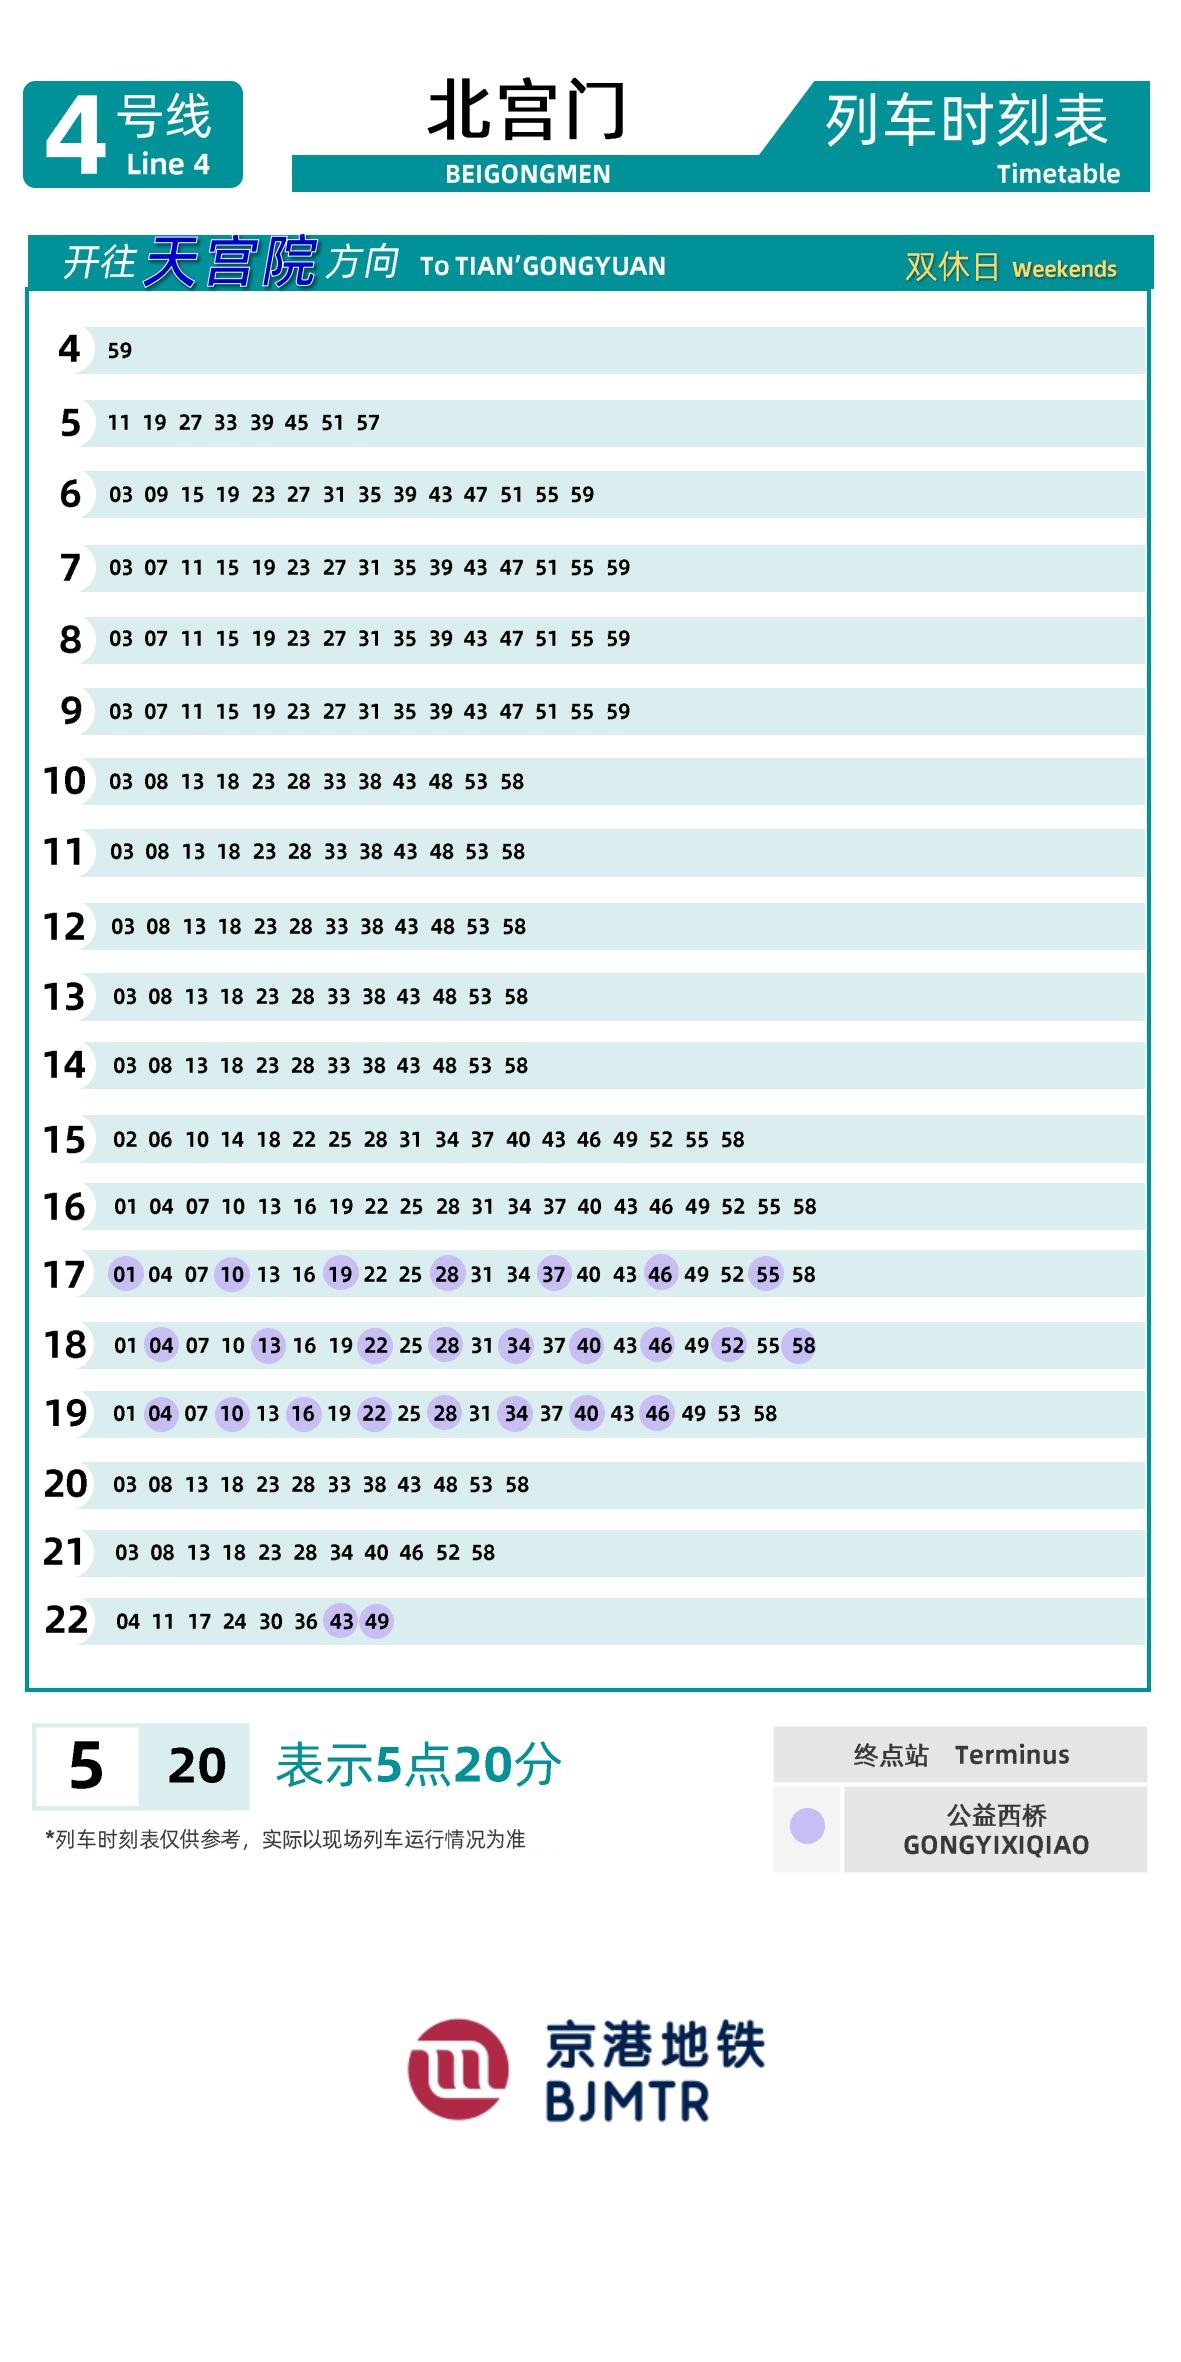 4 号线
Line 4
北宫门
BEIGONGMEN
列车时刻表
Timetable
开往 天宫院 方向 To TIAN’GONGYUAN 双休日 Weekends
4 59
5 11 19 27 33 39 45 51 57
6 03 09 15 19 23 27 31 35 39 43 47 51 55 59
7 03 07 11 15 19 23 27 31 35 39 43 47 51 55 59
8 03 07 11 15 19 23 27 31 35 39 43 47 51 55 59
9 03 07 11 15 19 23 27 31 35 39 43 47 51 55 59
10 03 08 13 18 23 28 33 38 43 48 53 58
11 03 08 13 18 23 28 33 38 43 48 53 58
12 03 08 13 18 23 28 33 38 43 48 53 58
13 03 08 13 18 23 28 33 38 43 48 53 58
14 03 08 13 18 23 28 33 38 43 48 53 58
15 02 06 10 14 18 22 25 28 31 34 37 40 43 46 49 52 55 58
16 01 04 07 10 13 16 19 22 25 28 31 34 37 40 43 46 49 52 55 58
17 01 04 07 10 13 16 19 22 25 28 31 34 37 40 43 46 49 52 55 58
18 01 04 07 10 13 16 19 22 25 28 31 34 37 40 43 46 49 52 55 58
19 01 04 07 10 13 16 19 22 25 28 31 34 37 40 43 46 49 53 58
20 03 08 13 18 23 28 33 38 43 48 53 58
21 03 08 13 18 23 28 34 40 46 52 58
22 04 11 17 24 30 36 43 49
5 20 表示5点20分
*列车时刻表仅供参考，实际以现场列车运行情况为准
终点站 Terminus
公益西桥
GONGYIXIQIAO
京港地铁
BJMTR